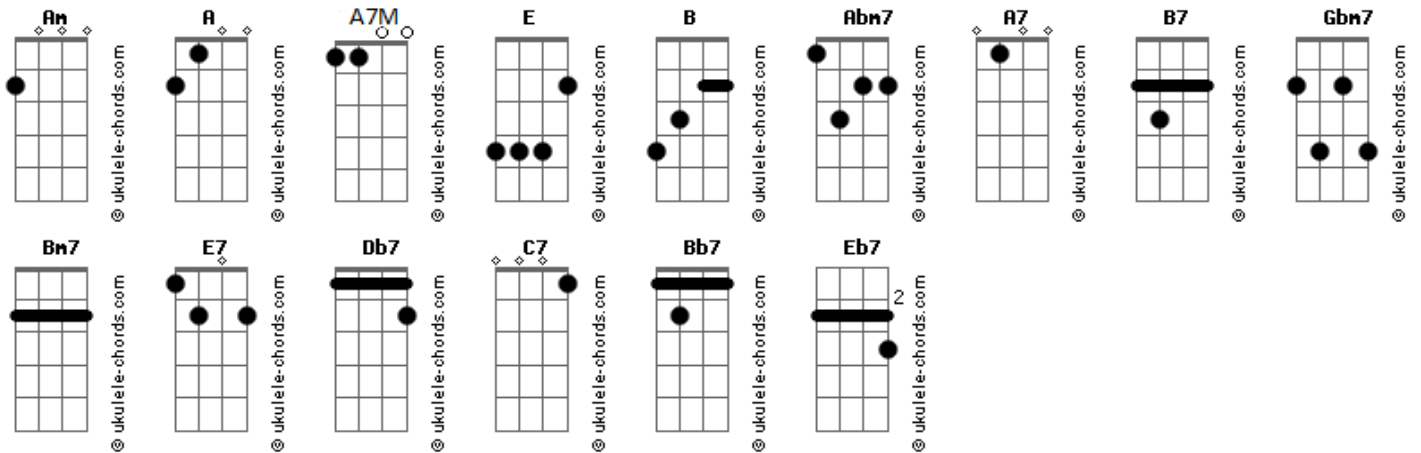 Am A A7M E B Abm7 A7 B7 Gbm7
© ukulele-chords.com © ukulele-chords.com © ukulele-chords.com © ukulele-chords.com © ukulele-chords.com © ukulele-chords.com © ukulele-chords.com © ukulele-chords.com © ukulele-chords.com
Bm7 E7 Db7 C7 Bb7 Eb7
2
© ukulele-chords.com © ukulele-chords.com © ukulele-chords.com © ukulele-chords.com © ukulele-chords.com © ukulele-chords.com